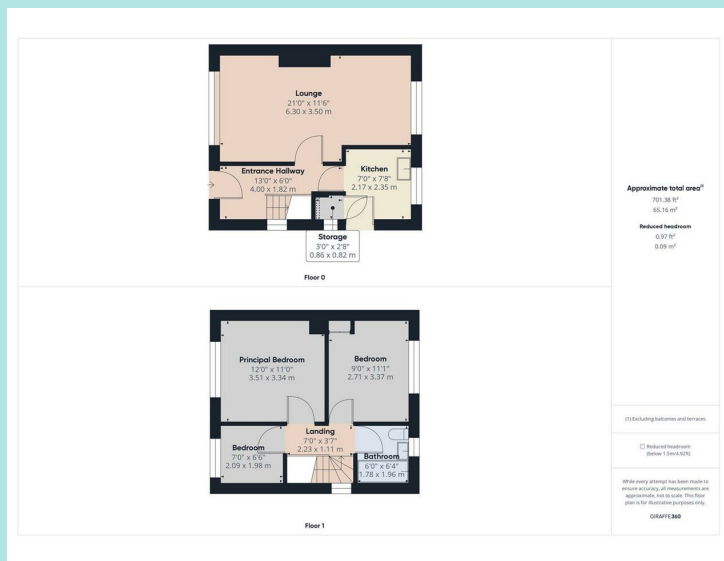 Lounge
21'0" x 11'6"
6.30 x 3.50 m
Entrance Hallway
13'0" x 6'0"
4.00 x 1.82 m
Kitchen
7'0" x 7'8"
2.17 x 2.35 m
Storage
3'0" x 2'8"
0.86 x 0.82 m
Floor 0
Principal Bedroom
12'0" x 11'0"
3.51 x 3.34 m
Bedroom
9'0" x 11'1"
2.71 x 3.37 m
Landing
7'0" x 3'7"
2.23 x 1.11 m
Bedroom
7'0" x 6'6"
2.09 x 1.98 m
Bathroom
6'0" x 6'4"
1.78 x 1.96 m
Floor 1
Approximate total area(1)
701.38 ft²
65.16 m²
Reduced headroom
0.97 ft²
0.09 m²
(1) Excluding balconies and terraces
Reduced headroom
(below 1.5m/4.92ft)
While every attempt has been made to
ensure accuracy, all measurements are
approximate, not to scale. This floor
plan is for illustrative purposes only.
GIRAFFE360